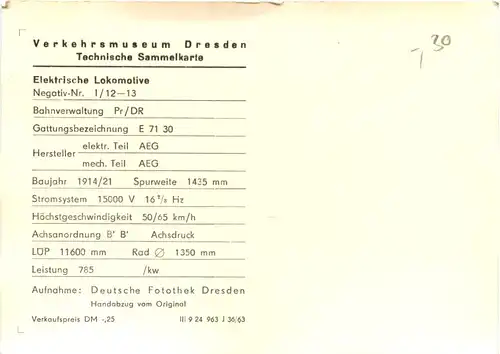 Verkehrsmuseum Dresden
Technische Sammelkarte
Elektrische Lokomotive
Negativ-Nr. I/12—13
Bahnverwaltung Pr/DR
Gattungsbezeichnung E 71 30
Hersteller elektr. Teil AEG
mech. Teil AEG
Baujahr 1914/21 Spurweite 1435 mm
Stromsystem 15000 V 16 ²/₃ Hz
Höchstgeschwindigkeit 50/65 km/h
Achsanordnung B' B' Achsdruck
LÜP 11600 mm Rad ∅ 1350 mm
Leistung 785 /kw
Aufnahme: Deutsche Fotothek Dresden
Handabzug vom Original
Verkaufspreis DM -,25 III 9 24 963 J 36/63
30